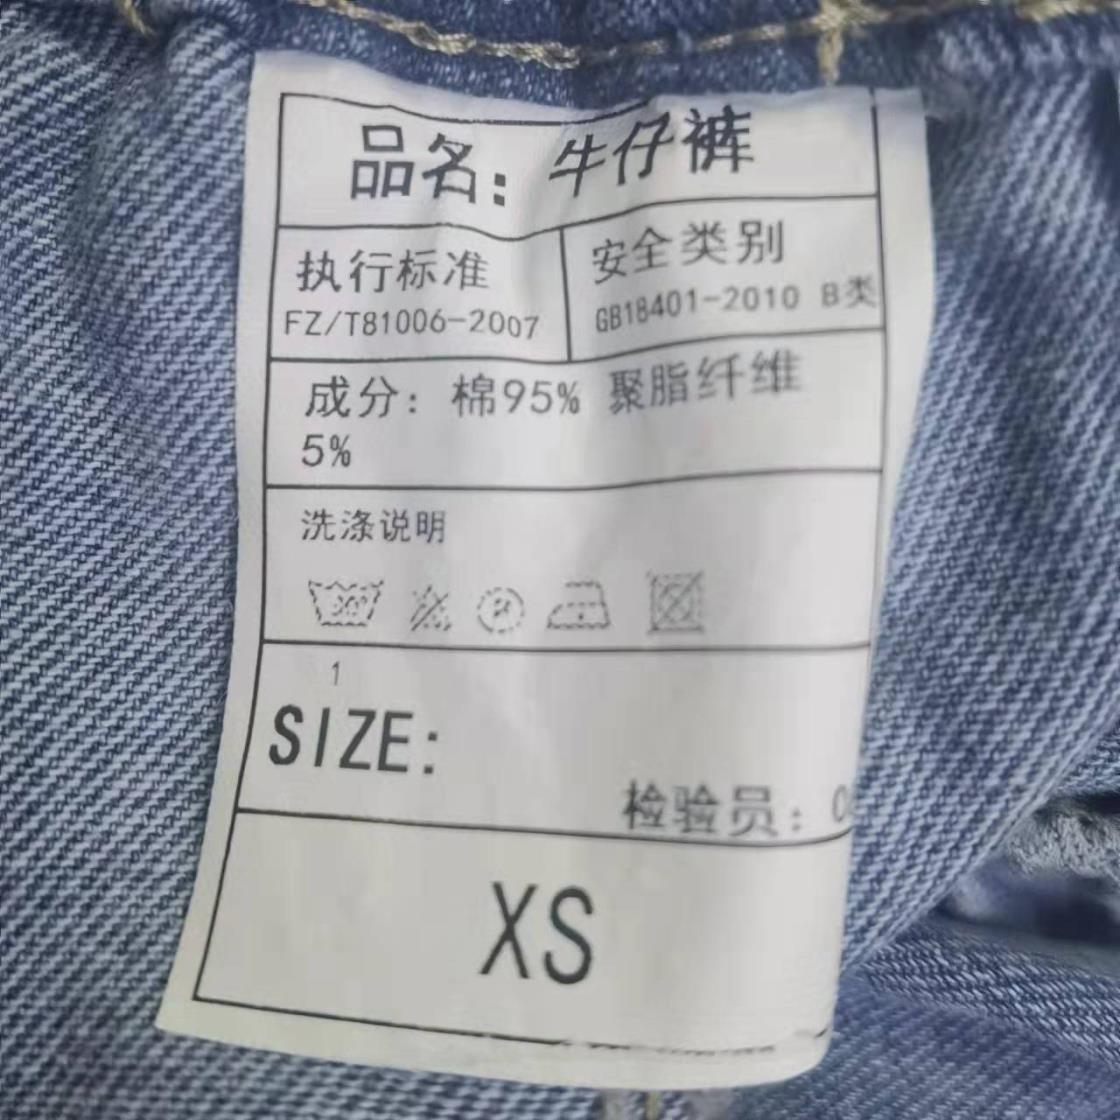 品名：牛仔裤
执行标准
FZ/T81006-2007
安全类别
GB18401-2010 B类
成分：棉95% 聚脂纤维
5%
洗涤说明
1
SIZE:
检验员：
XS